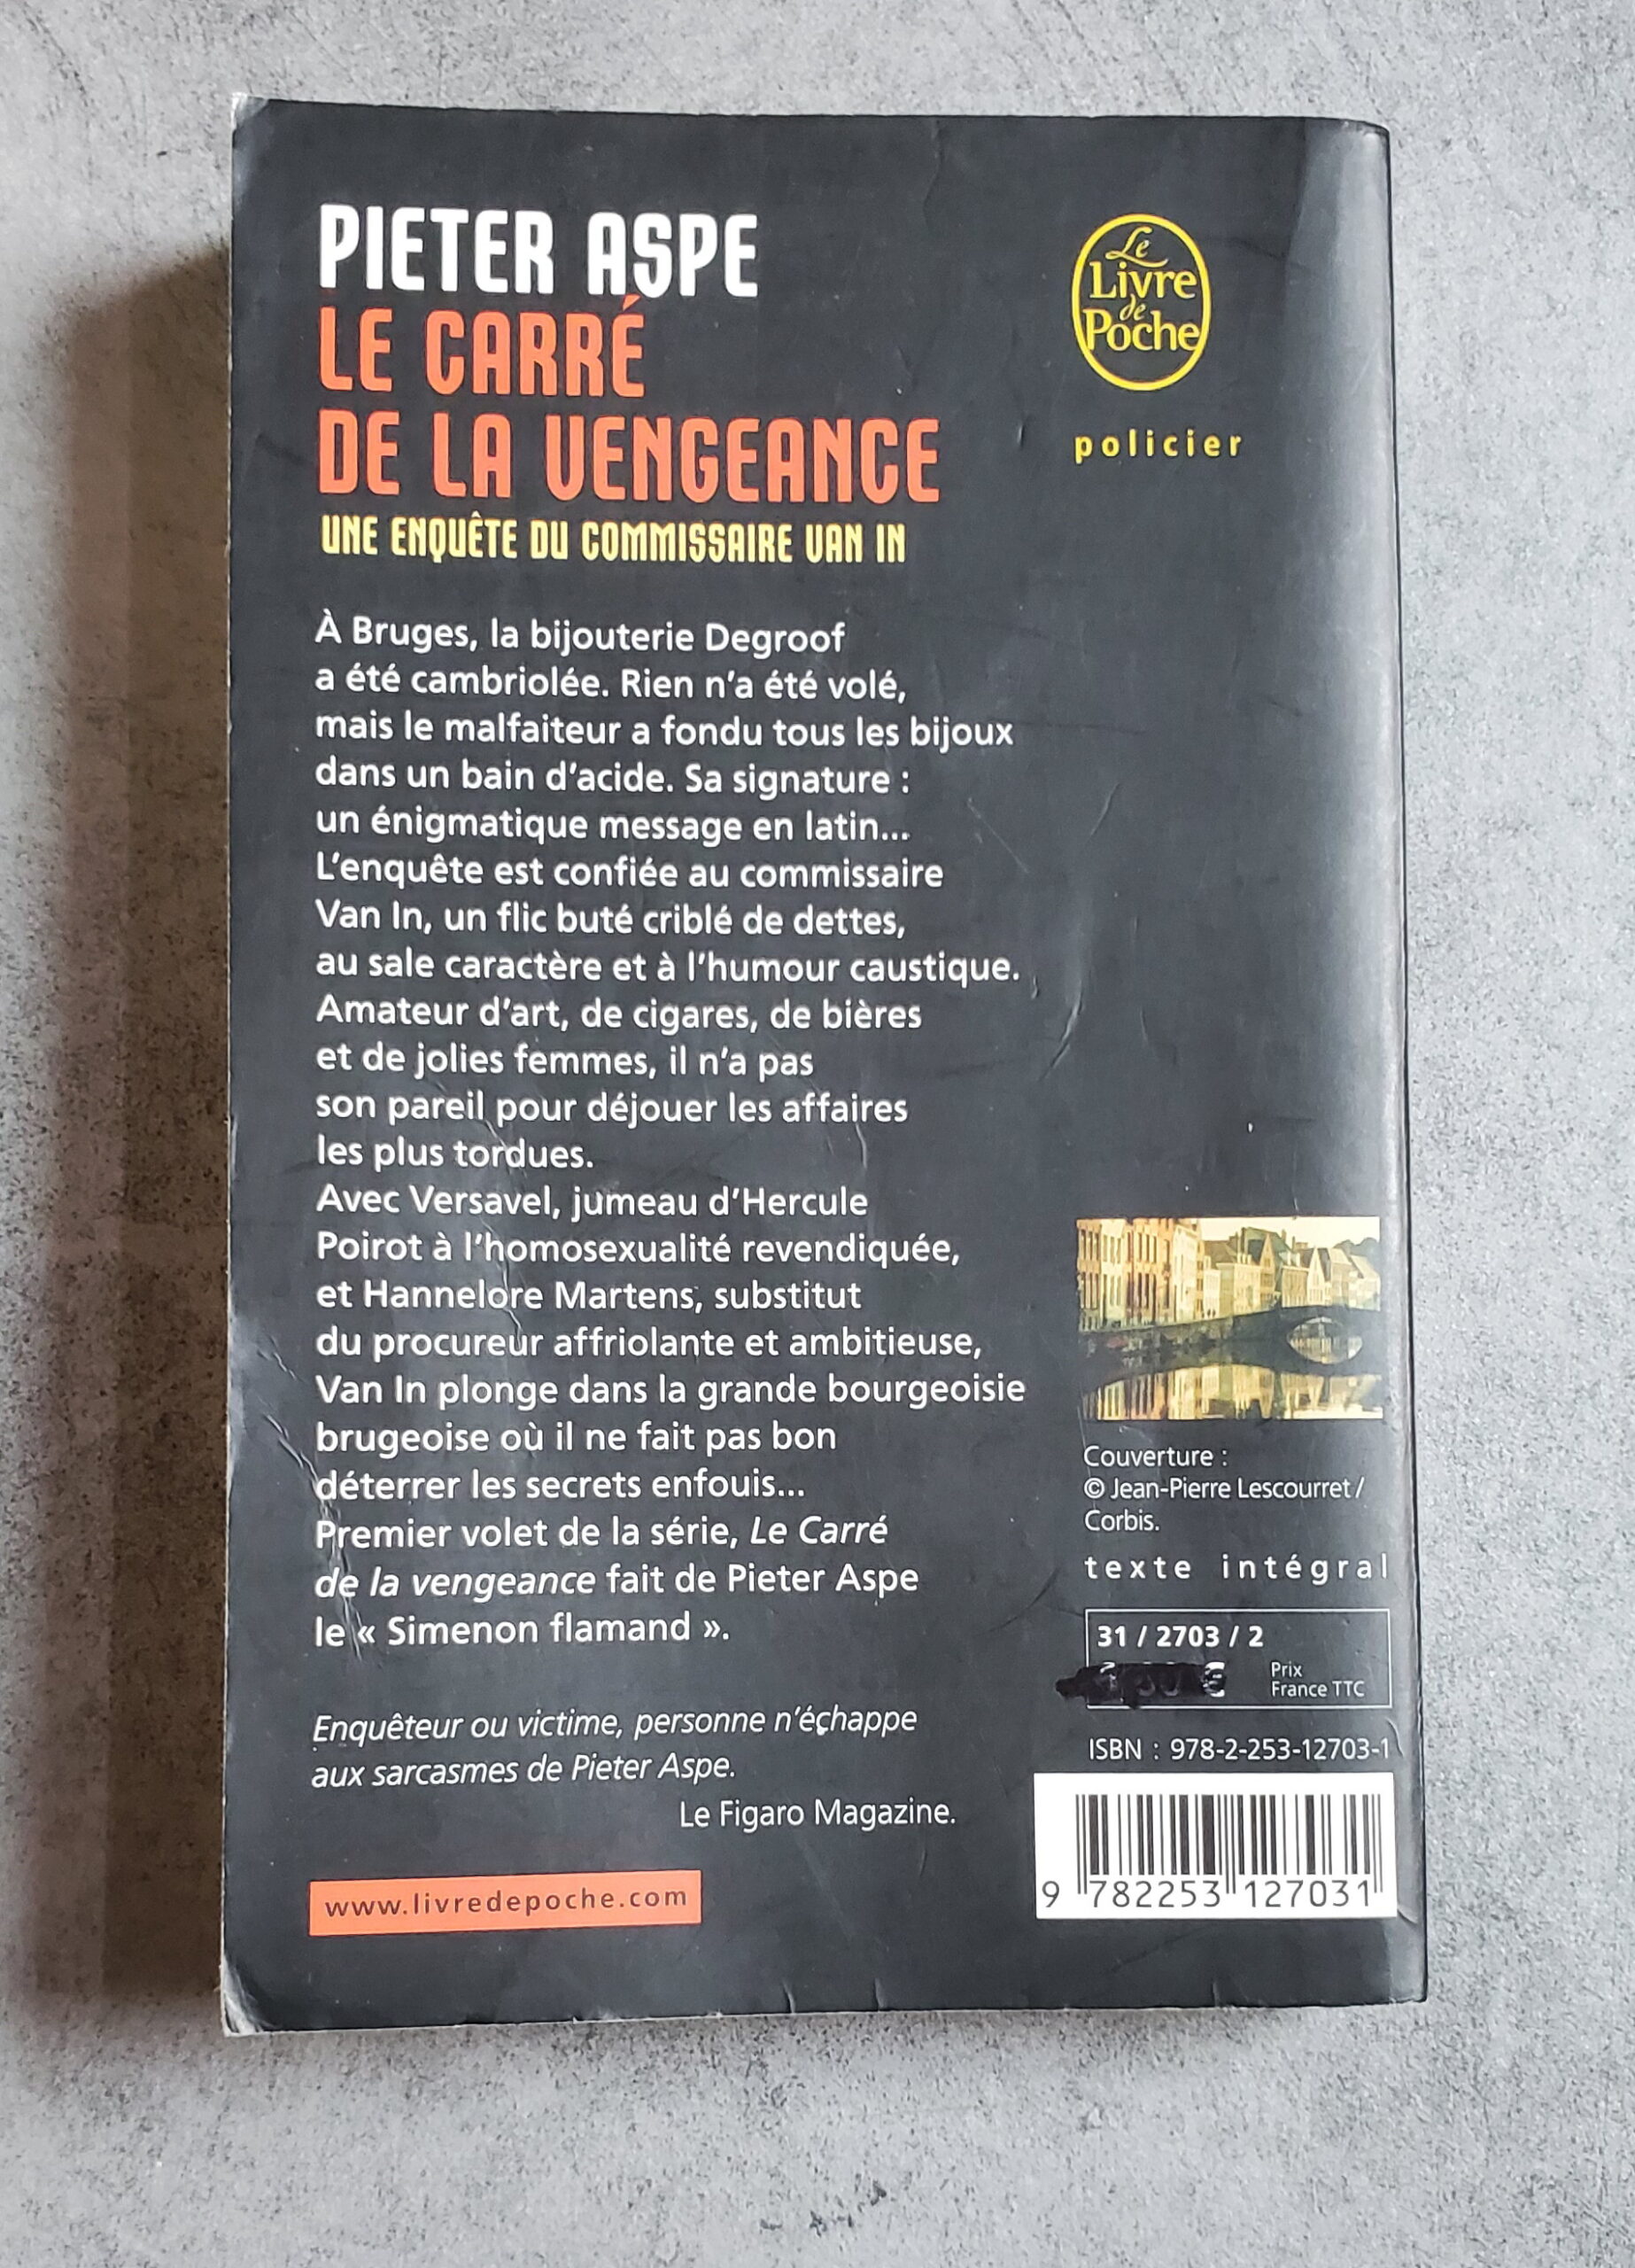 PIETER ASPE
LE CARRÉ
DE LA VENGEANCE
UNE ENQUÊTE DU COMMISSAIRE VAN IN
Le
Livre
de
Poche
policier
À Bruges, la bijouterie Degroof
a été cambriolée. Rien n'a été volé,
mais le malfaiteur a fondu tous les bijoux
dans un bain d'acide. Sa signature :
un énigmatique message en latin...
L'enquête est confiée au commissaire
Van In, un flic buté criblé de dettes,
au sale caractère et à l'humour caustique.
Amateur d'art, de cigares, de bières
et de jolies femmes, il n'a pas
son pareil pour déjouer les affaires
les plus tordues.
Avec Versavel, jumeau d'Hercule
Poirot à l'homosexualité revendiquée,
et Hannelore Martens, substitut
du procureur affriolante et ambitieuse,
Van In plonge dans la grande bourgeoisie
brugeoise où il ne fait pas bon
déterrer les secrets enfouis...
Premier volet de la série, Le Carré
de la vengeance fait de Pieter Aspe
le « Simenon flamand ».
Enquêteur ou victime, personne n'échappe
aux sarcasmes de Pieter Aspe.
Le Figaro Magazine.
www.livredepoche.com
Couverture :
© Jean-Pierre Lescourret /
Corbis.
texte intégral
31 / 2703 / 2
€ Prix
France TTC
ISBN : 978-2-253-12703-1
9 782253 127031